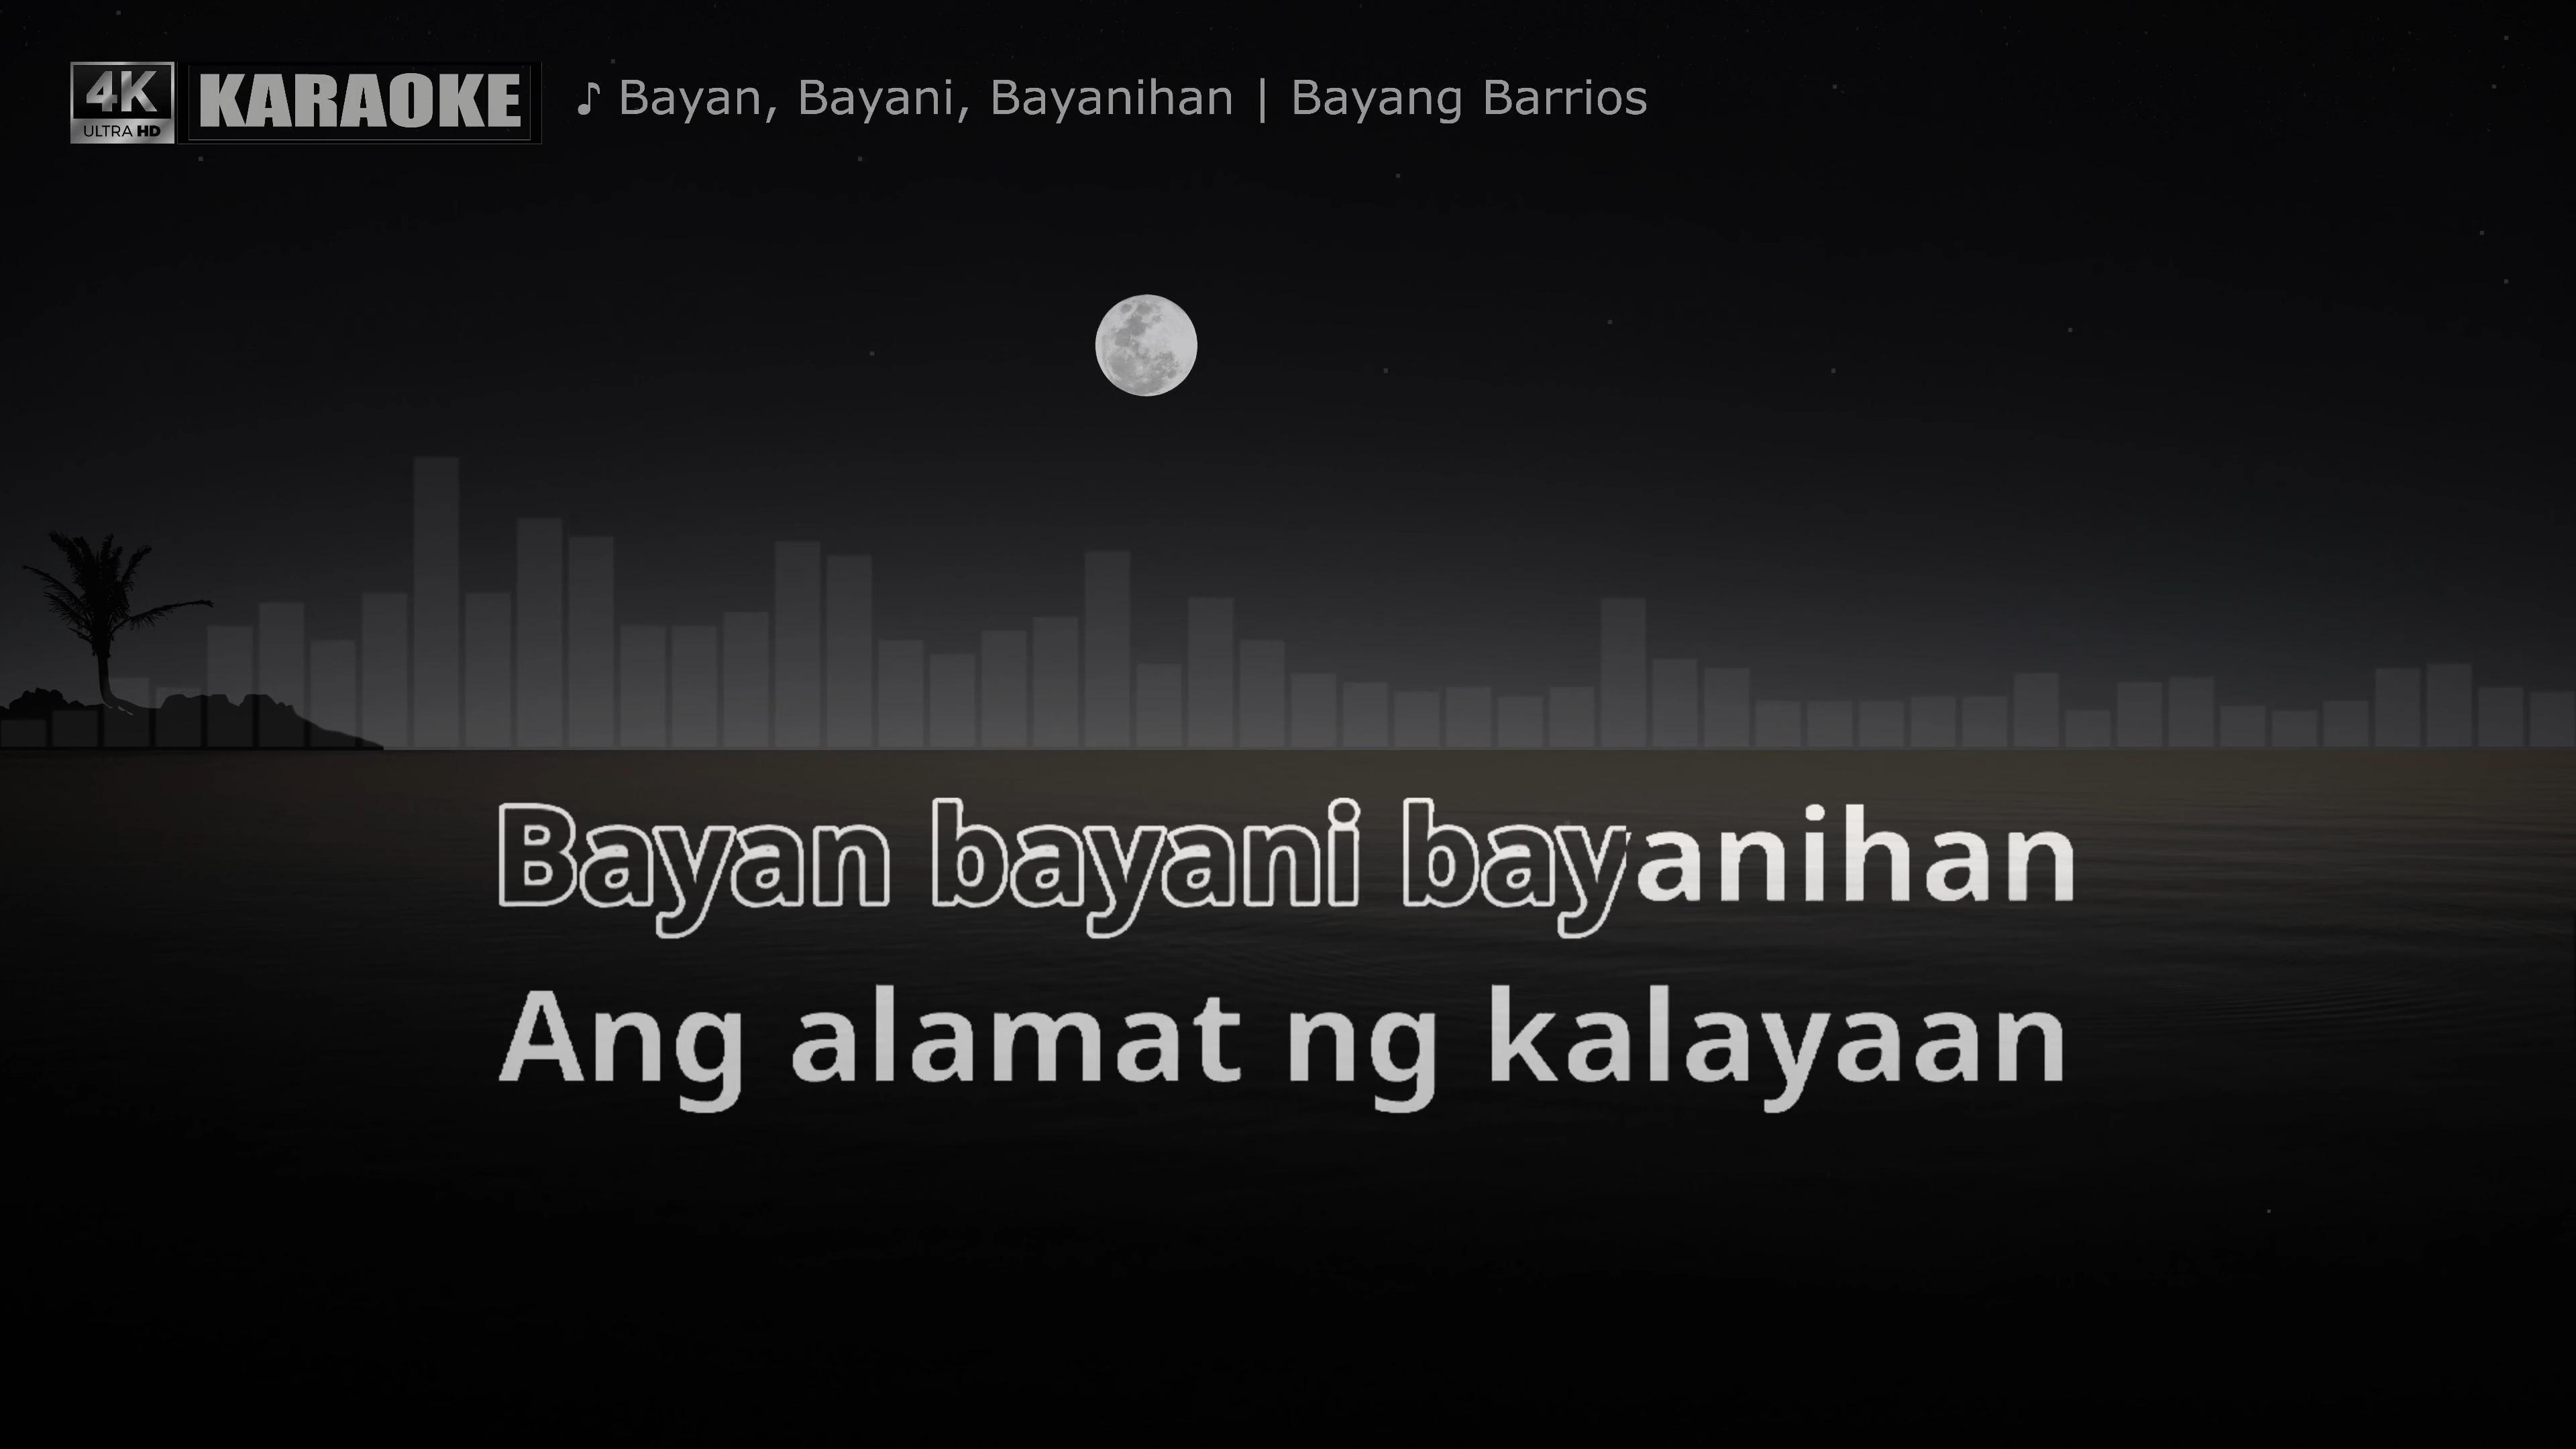 4K
ULTRA HD
KARAOKE
♪ Bayan, Bayani, Bayanihan | Bayang Barrios
Bayan bayani bayanihan
Ang alamat ng kalayaan